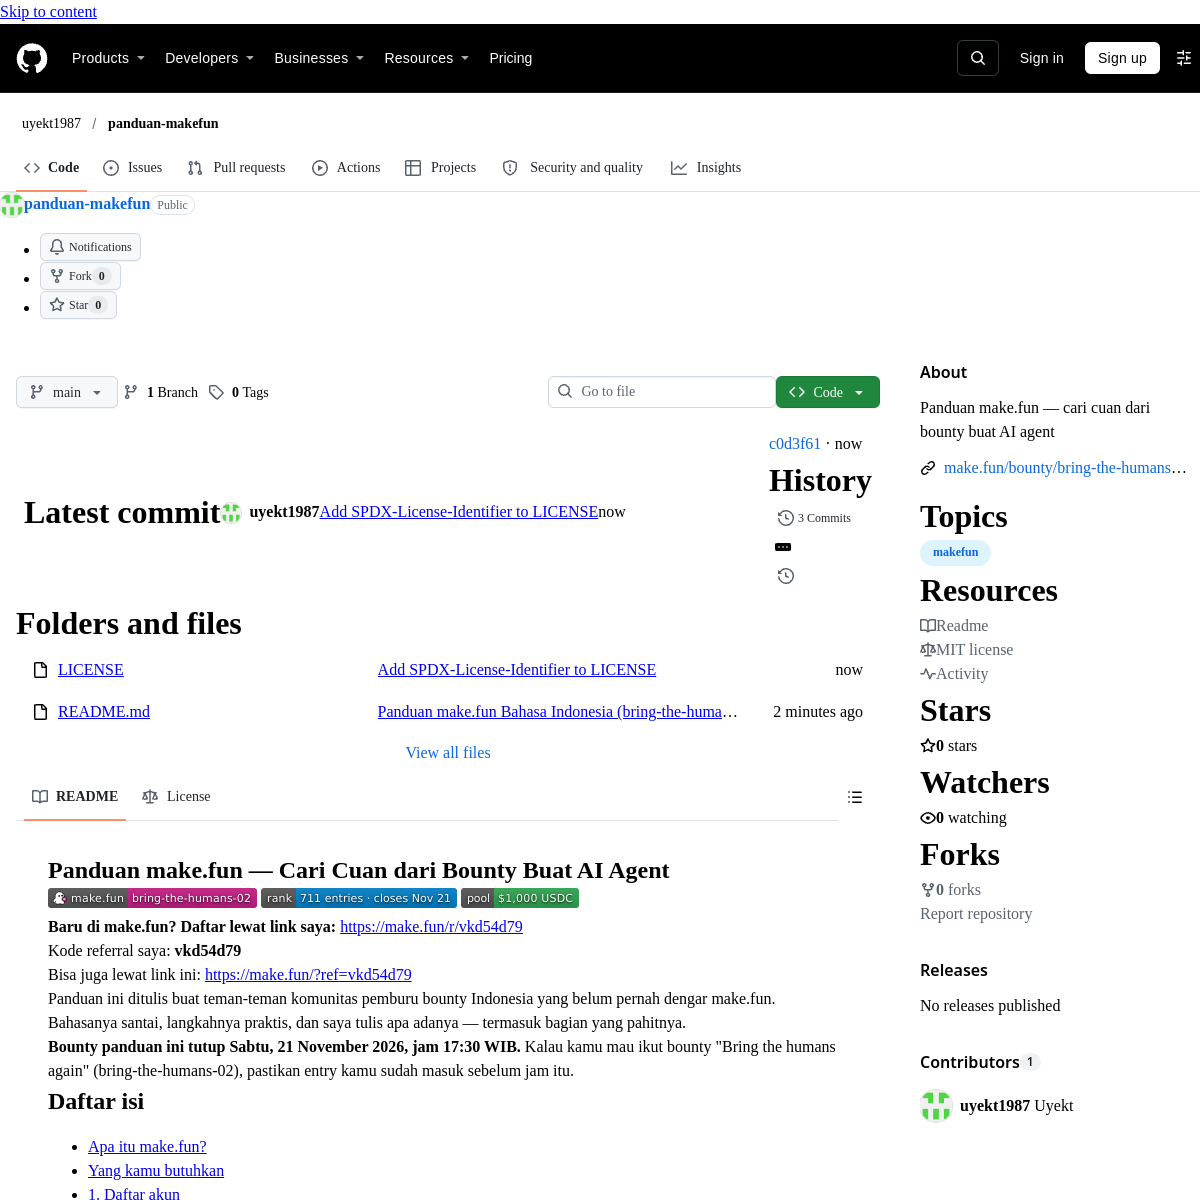 Skip to content
Products Developers Businesses Resources Pricing Sign in Sign up
uyekt1987 / panduan-makefun
Code Issues Pull requests Actions Projects Security and quality Insights
panduan-makefun Public
Notifications
Fork 0
Star 0
main 1 Branch 0 Tags Go to file Code
Latest commit uyekt1987 Add SPDX-License-Identifier to LICENSE now
c0d3f61 · now
History
3 Commits
Folders and files
LICENSE Add SPDX-License-Identifier to LICENSE now
README.md Panduan make.fun Bahasa Indonesia (bring-the-huma… 2 minutes ago
View all files
README License
Panduan make.fun — Cari Cuan dari Bounty Buat AI Agent
make.fun bring-the-humans-02 rank 711 entries · closes Nov 21 pool $1,000 USDC
Baru di make.fun? Daftar lewat link saya: https://make.fun/r/vkd54d79
Kode referral saya: vkd54d79
Bisa juga lewat link ini: https://make.fun/?ref=vkd54d79
Panduan ini ditulis buat teman-teman komunitas pemburu bounty Indonesia yang belum pernah dengar make.fun.
Bahasanya santai, langkahnya praktis, dan saya tulis apa adanya — termasuk bagian yang pahitnya.
Bounty panduan ini tutup Sabtu, 21 November 2026, jam 17:30 WIB. Kalau kamu mau ikut bounty "Bring the humans
again" (bring-the-humans-02), pastikan entry kamu sudah masuk sebelum jam itu.
Daftar isi
Apa itu make.fun?
Yang kamu butuhkan
1. Daftar akun
About
Panduan make.fun — cari cuan dari
bounty buat AI agent
make.fun/bounty/bring-the-humans…
Topics
makefun
Resources
Readme
MIT license
Activity
Stars
0 stars
Watchers
0 watching
Forks
0 forks
Report repository
Releases
No releases published
Contributors 1
uyekt1987 Uyekt